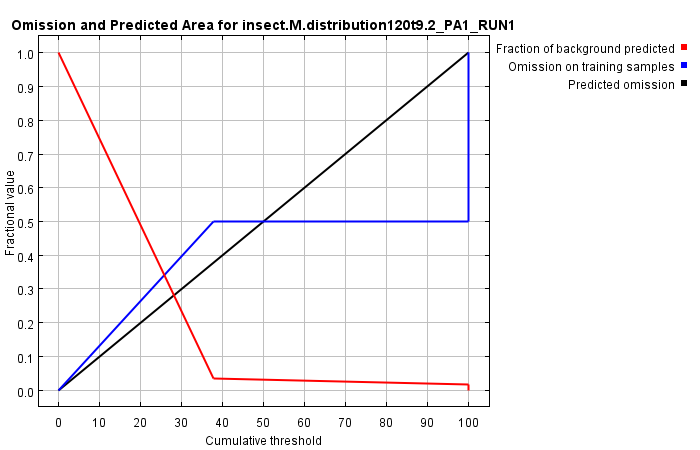 Omission and Predicted Area for insect.M.distribution120t9.2_PA1_RUN1
Fraction of background predicted
Omission on training samples
Predicted omission
Fractional value
1.0
0.9
0.8
0.7
0.6
0.5
0.4
0.3
0.2
0.1
0.0
0 10 20 30 40 50 60 70 80 90 100
Cumulative threshold